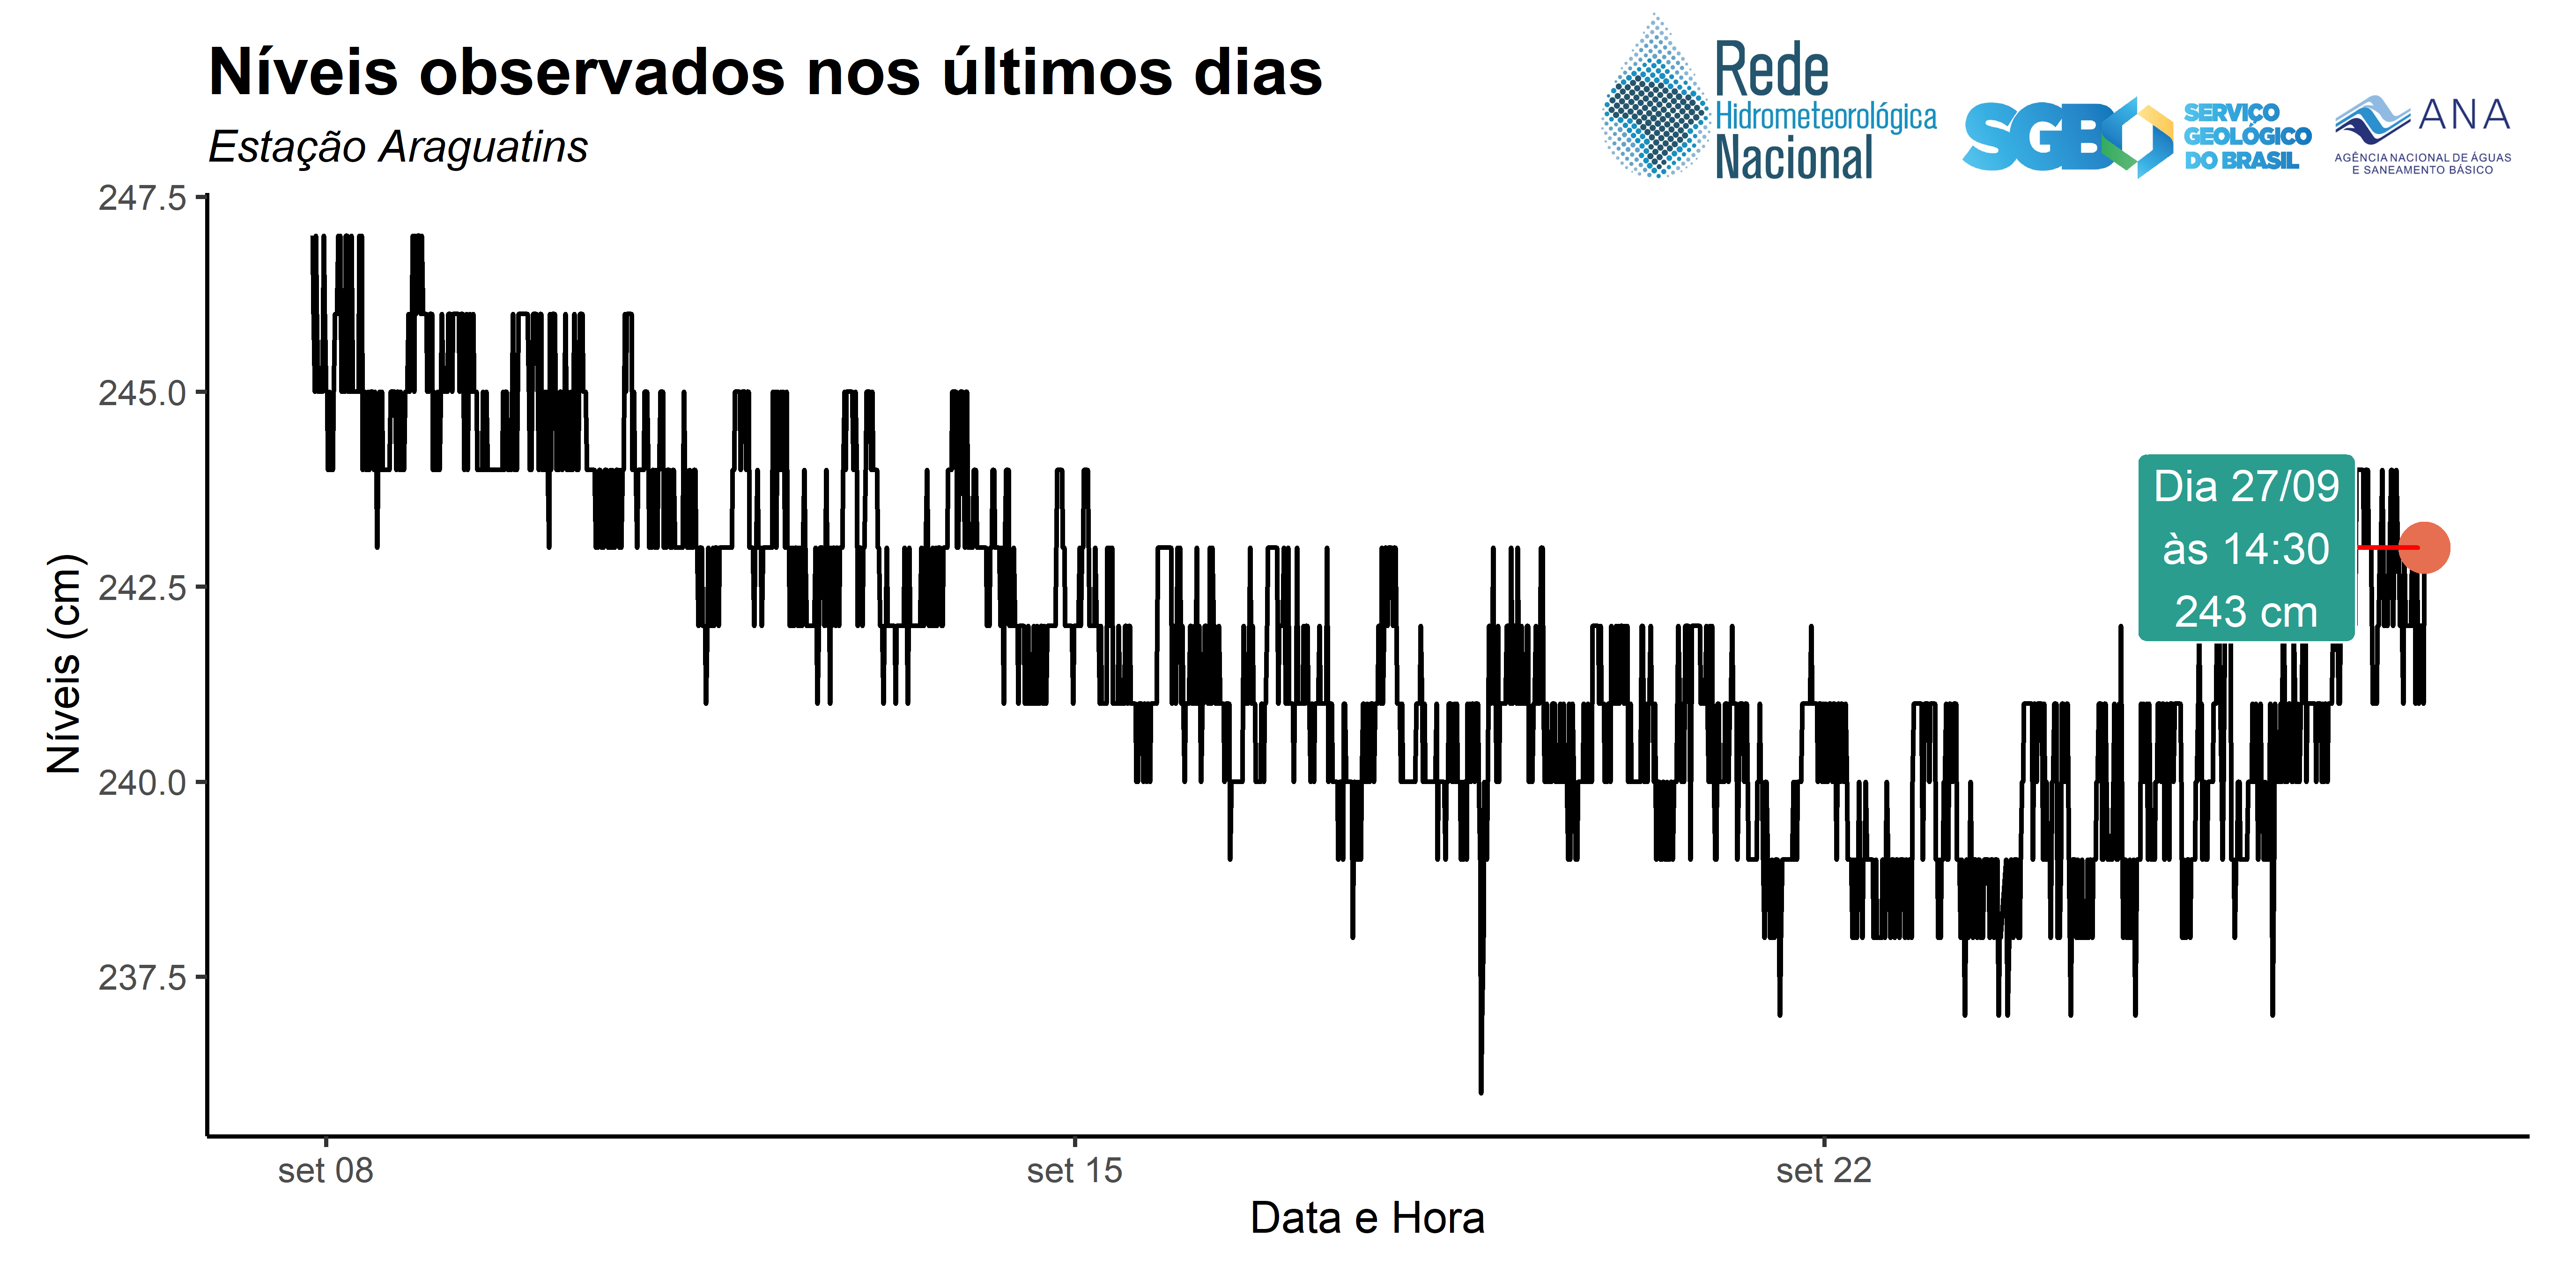 Níveis observados nos últimos dias
Estação Araguatins
Rede
Hidrometeorológica
Nacional
SGB
SERVIÇO
GEOLÓGICO
DO BRASIL
ANA
AGÊNCIA NACIONAL DE ÁGUAS
E SANEAMENTO BÁSICO
247.5
245.0
242.5
240.0
237.5
Níveis (cm)
Dia 27/09
às 14:30
243 cm
set 08
set 15
set 22
Data e Hora